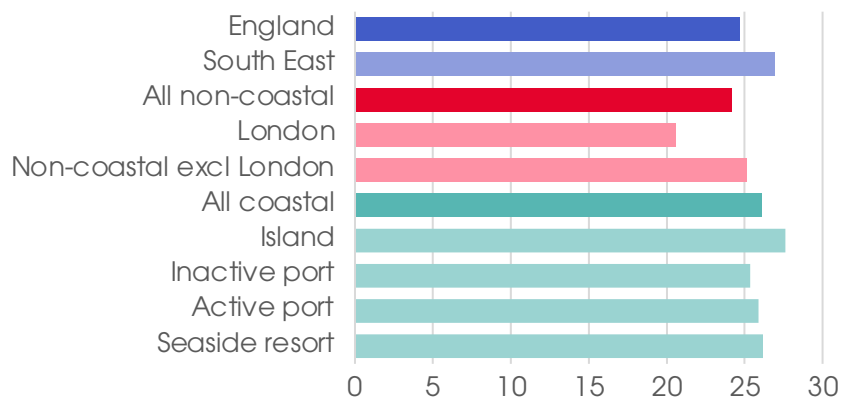 England
South East
All non-coastal
London
Non-coastal excl London
All coastal
Island
Inactive port
Active port
Seaside resort
0 5 10 15 20 25 30